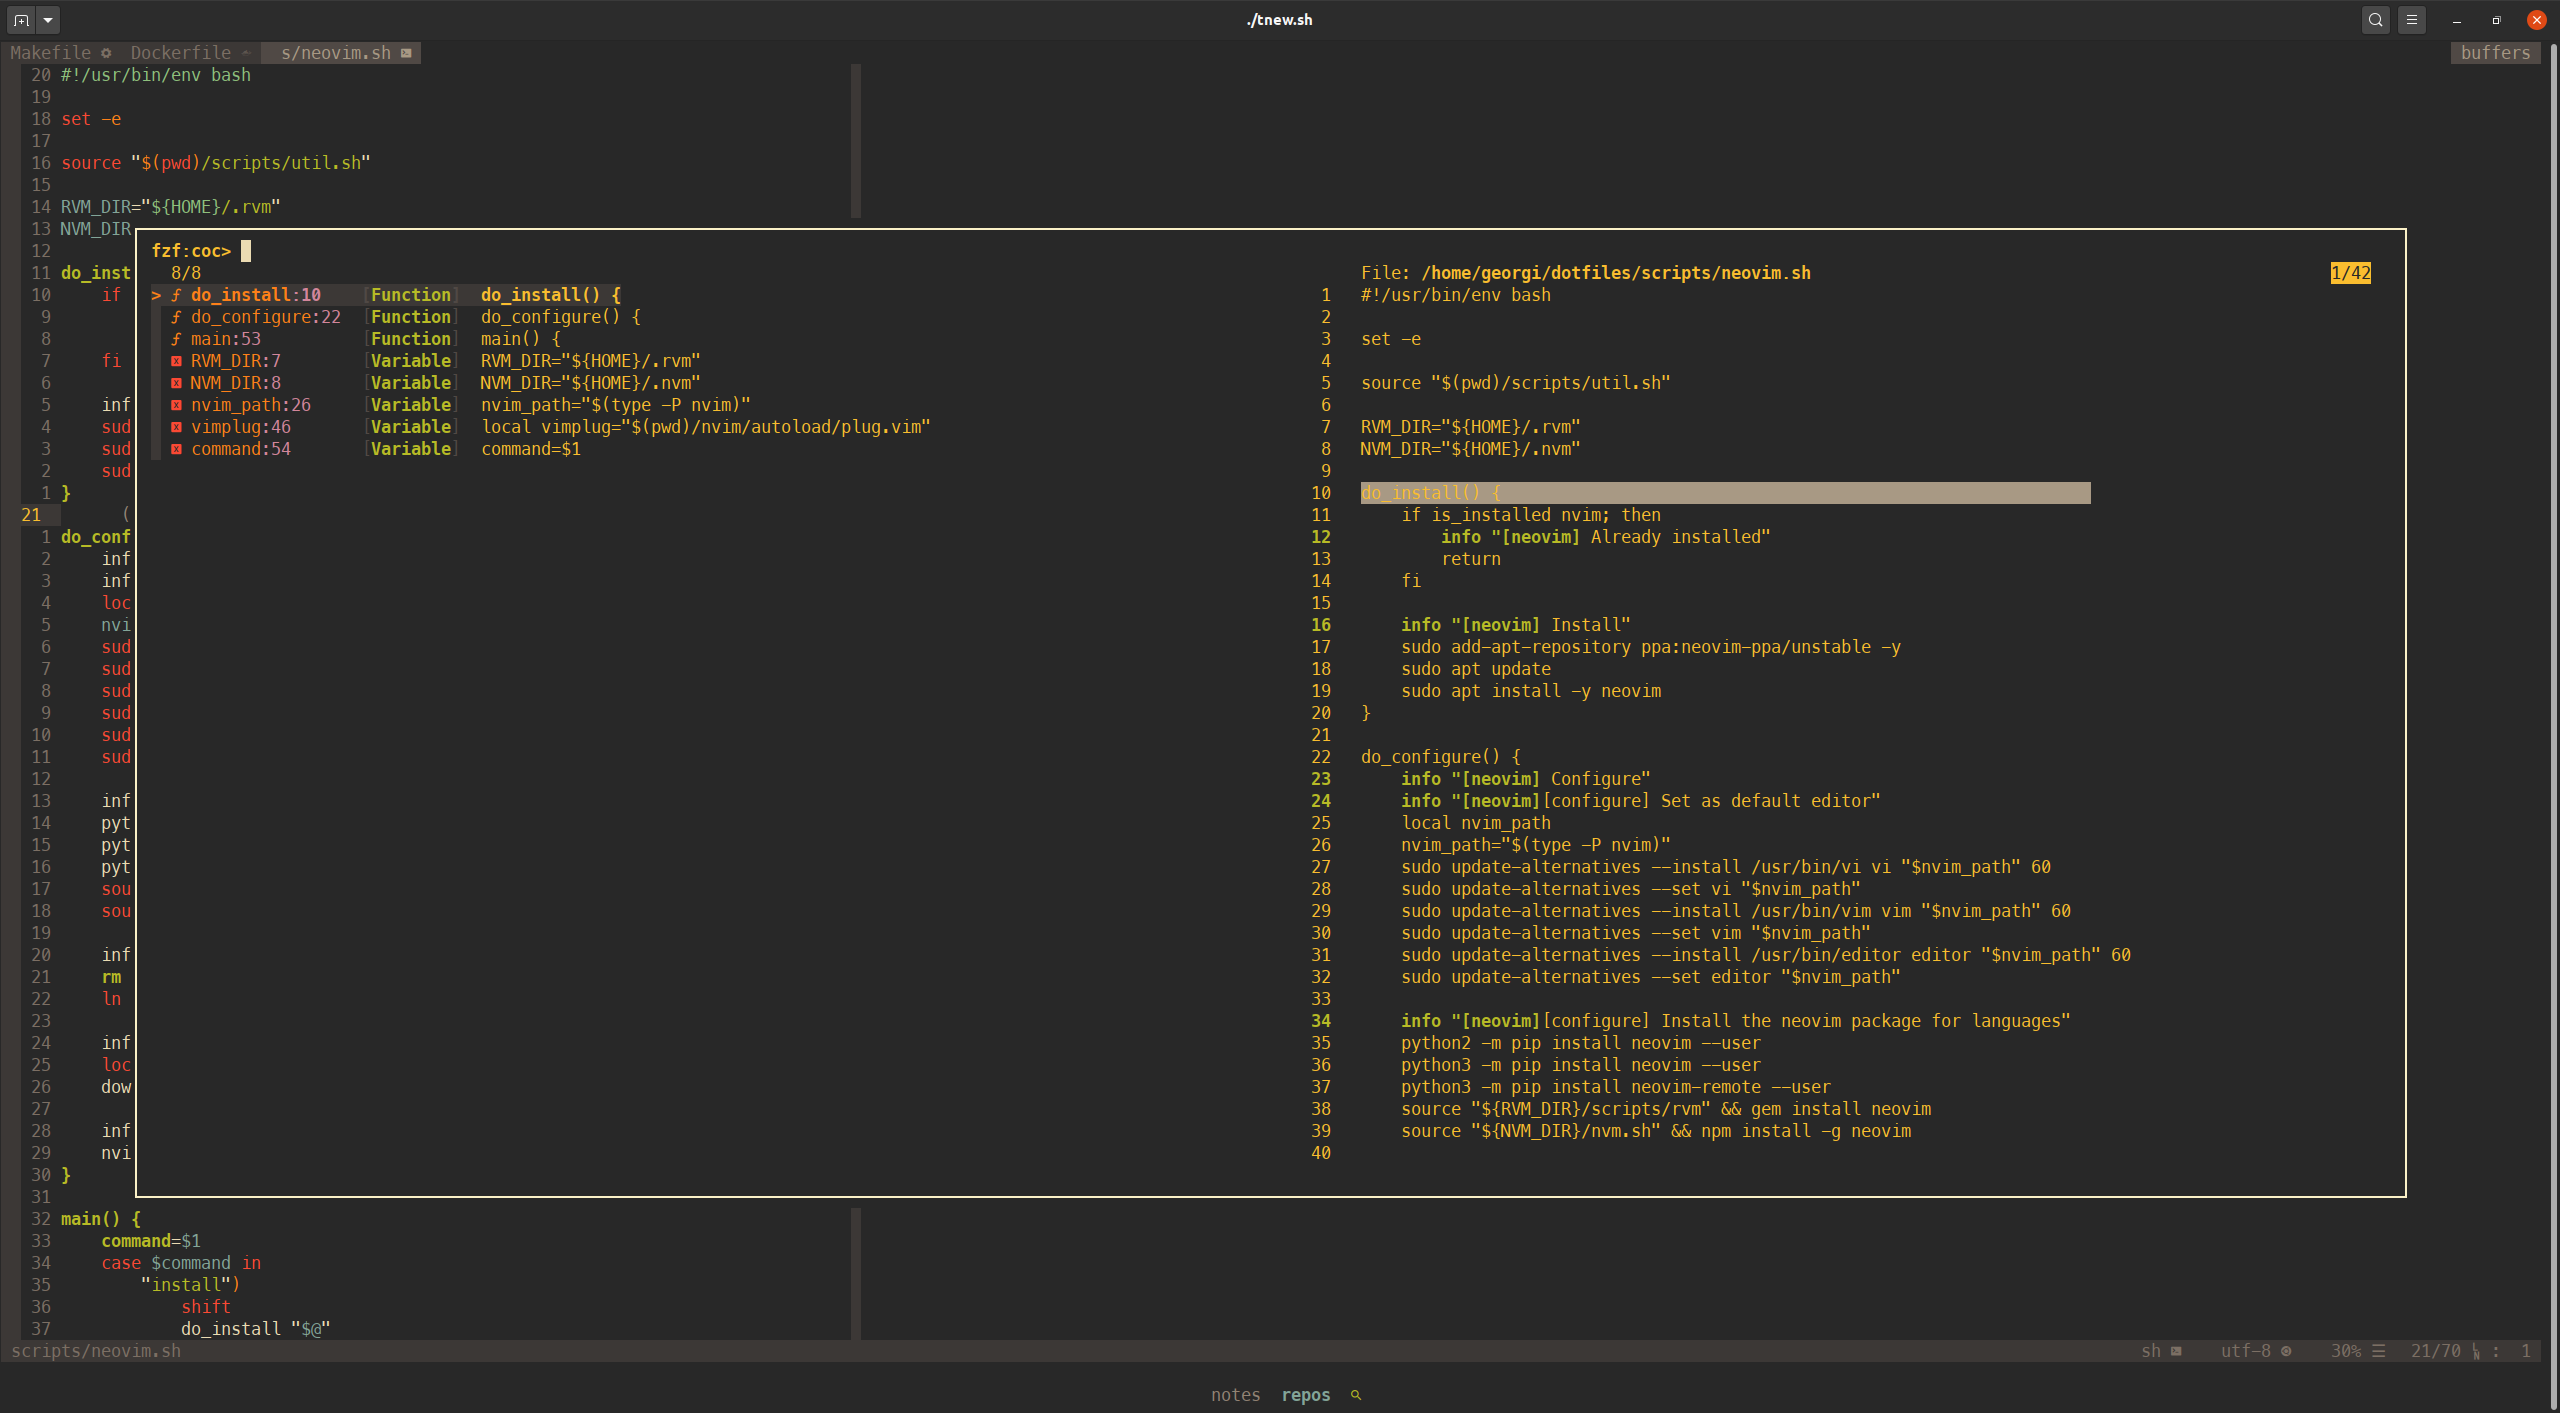 ./tnew.sh
Makefile Dockerfile s/neovim.sh buffers
20 #!/usr/bin/env bash
19
18 set -e
17
16 source "$(pwd)/scripts/util.sh"
15
14 RVM_DIR="${HOME}/.rvm"
13 NVM_DIR
12
11 do_inst
10 if
9
8
7 fi
6
5 inf
4 sud
3 sud
2 sud
1 }
21 (
1 do_conf
2 inf
3 inf
4 loc
5 nvi
6 sud
7 sud
8 sud
9 sud
10 sud
11 sud
12
13 inf
14 pyt
15 pyt
16 pyt
17 sou
18 sou
19
20 inf
21 rm
22 ln
23
24 inf
25 loc
26 dow
27
28 inf
29 nvi
30 }
31
32 main() {
33 command=$1
34 case $command in
35 "install")
36 shift
37 do_install "$@"
fzf:coc>
8/8
> ƒ do_install:10 [Function] do_install() {
ƒ do_configure:22 [Function] do_configure() {
ƒ main:53 [Function] main() {
x RVM_DIR:7 [Variable] RVM_DIR="${HOME}/.rvm"
x NVM_DIR:8 [Variable] NVM_DIR="${HOME}/.nvm"
x nvim_path:26 [Variable] nvim_path="$(type -P nvim)"
x vimplug:46 [Variable] local vimplug="$(pwd)/nvim/autoload/plug.vim"
x command:54 [Variable] command=$1
File: /home/georgi/dotfiles/scripts/neovim.sh 1/42
1 #!/usr/bin/env bash
2
3 set -e
4
5 source "$(pwd)/scripts/util.sh"
6
7 RVM_DIR="${HOME}/.rvm"
8 NVM_DIR="${HOME}/.nvm"
9
10 do_install() {
11 if is_installed nvim; then
12 info "[neovim] Already installed"
13 return
14 fi
15
16 info "[neovim] Install"
17 sudo add-apt-repository ppa:neovim-ppa/unstable -y
18 sudo apt update
19 sudo apt install -y neovim
20 }
21
22 do_configure() {
23 info "[neovim] Configure"
24 info "[neovim][configure] Set as default editor"
25 local nvim_path
26 nvim_path="$(type -P nvim)"
27 sudo update-alternatives --install /usr/bin/vi vi "$nvim_path" 60
28 sudo update-alternatives --set vi "$nvim_path"
29 sudo update-alternatives --install /usr/bin/vim vim "$nvim_path" 60
30 sudo update-alternatives --set vim "$nvim_path"
31 sudo update-alternatives --install /usr/bin/editor editor "$nvim_path" 60
32 sudo update-alternatives --set editor "$nvim_path"
33
34 info "[neovim][configure] Install the neovim package for languages"
35 python2 -m pip install neovim --user
36 python3 -m pip install neovim --user
37 python3 -m pip install neovim-remote --user
38 source "${RVM_DIR}/scripts/rvm" && gem install neovim
39 source "${NVM_DIR}/nvm.sh" && npm install -g neovim
40
scripts/neovim.sh sh utf-8 30% ☰ 21/70 : 1
notes repos